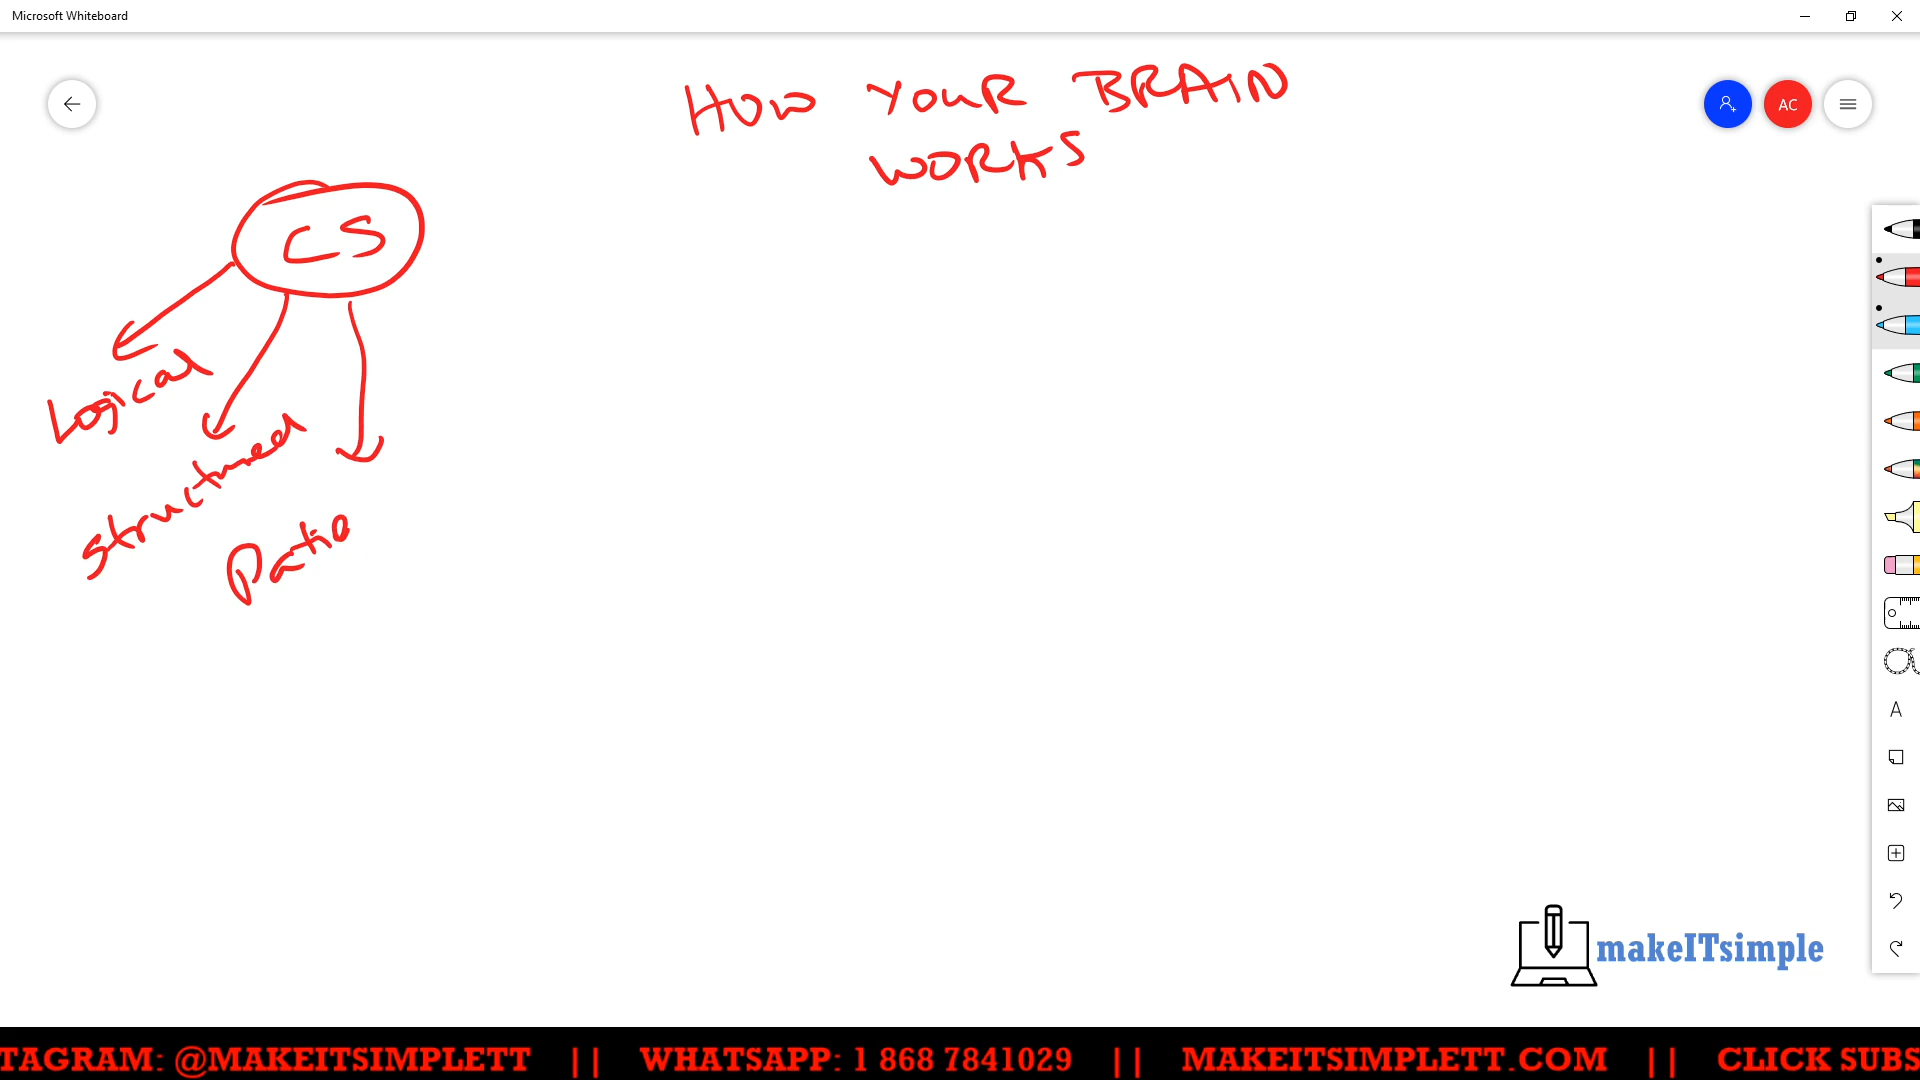 Microsoft Whiteboard
HOW YOUR BRAIN
WORKS
AC
CS
Logical
structured
Ratio
A
makeITsimple
TAGRAM: @MAKEITSIMPLETT || WHATSAPP: 1 868 7841029 || MAKEITSIMPLETT.COM || CLICK SUBS